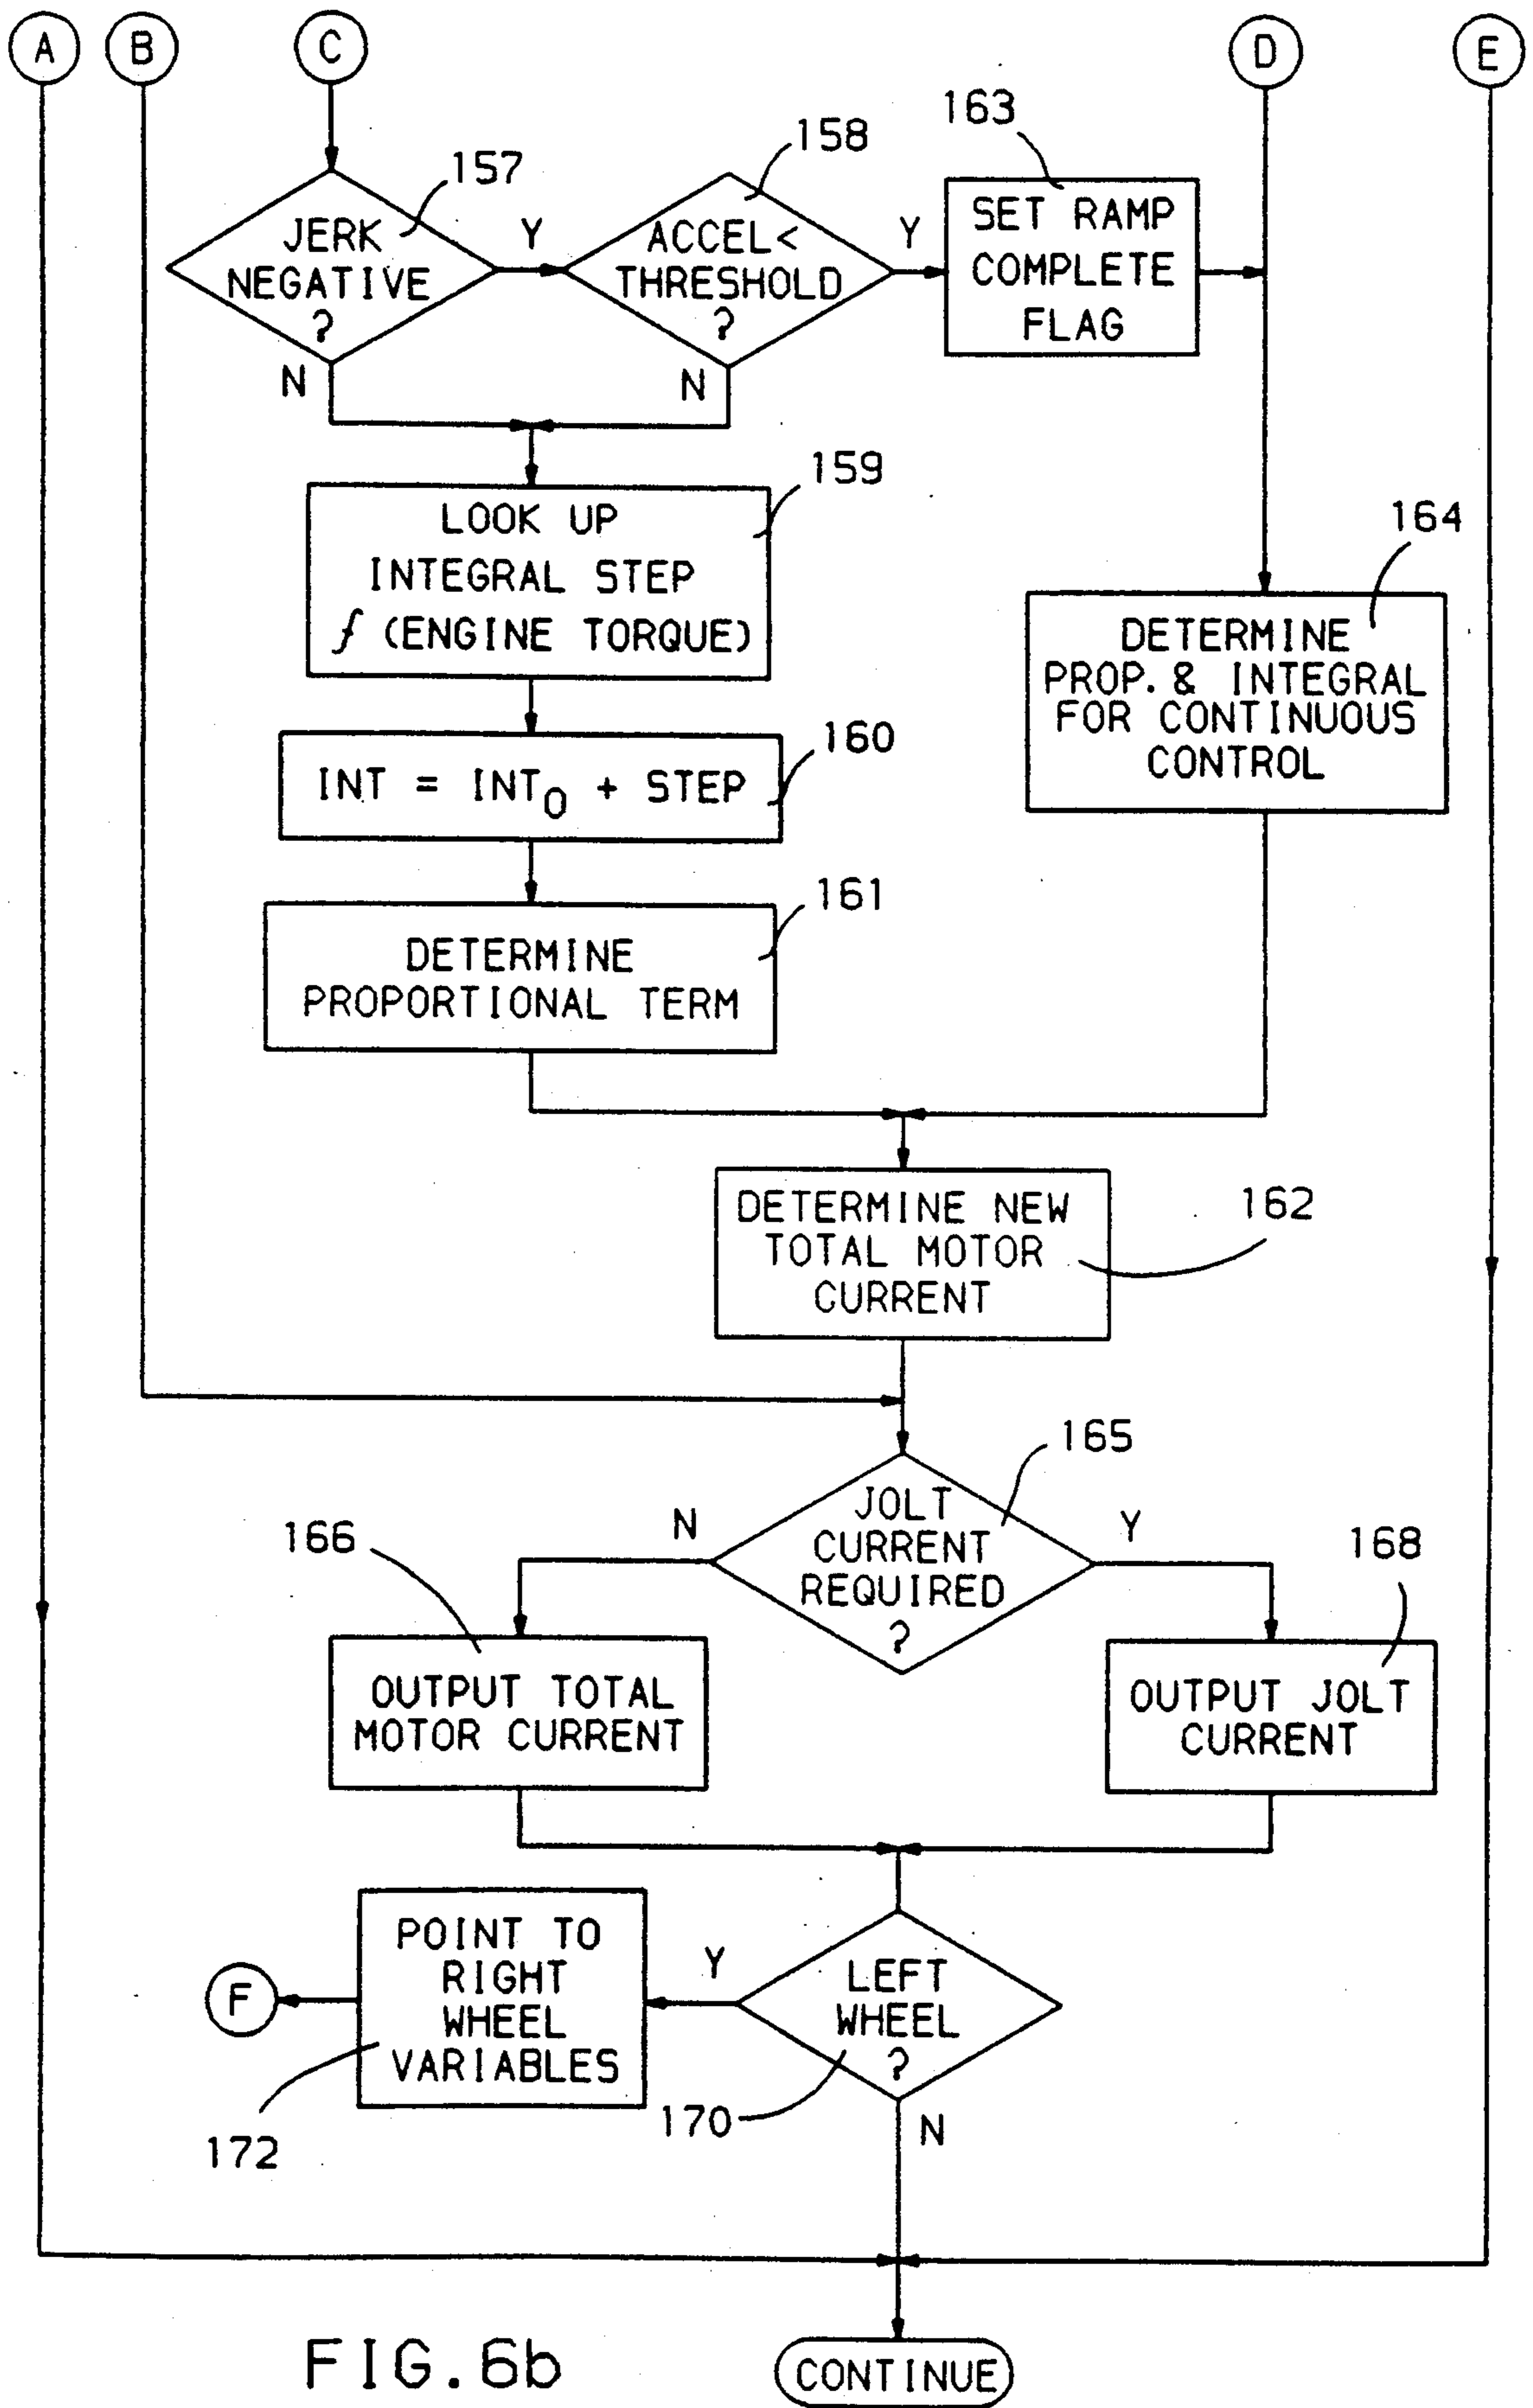 A
B
C
D
E
163
158
157
JERK
NEGATIVE
?
Y
N
ACCEL<
THRESHOLD
?
Y
N
SET RAMP
COMPLETE
FLAG
159
LOOK UP
INTEGRAL STEP
ƒ (ENGINE TORQUE)
164
DETERMINE
PROP. & INTEGRAL
FOR CONTINUOUS
CONTROL
160
INT = INT₀ + STEP
161
DETERMINE
PROPORTIONAL TERM
162
DETERMINE NEW
TOTAL MOTOR
CURRENT
165
JOLT
CURRENT
REQUIRED
?
N
Y
166
168
OUTPUT TOTAL
MOTOR CURRENT
OUTPUT JOLT
CURRENT
F
POINT TO
RIGHT
WHEEL
VARIABLES
Y
LEFT
WHEEL
?
172
170
N
CONTINUE
FIG.6b